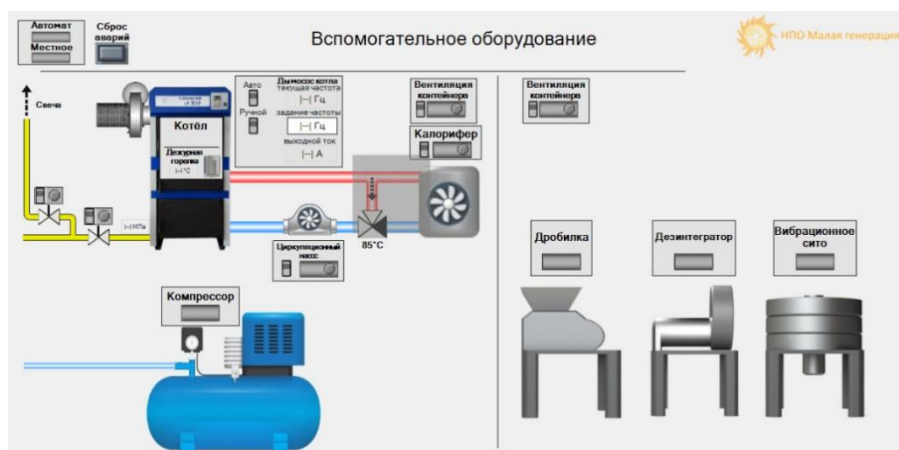 Автомат
Местное
Сброс
аварий
Вспомогательное оборудование
НПО Малая генерация
Свеча
Котёл
Дежурная
горелка
|--| °C
Авто
Ручной
Дымосос котла
текущая частота
|--| Гц
задание частоты
|--| Гц
выходной ток
|--| А
Вентиляция
контейнера
Калорифер
Вентиляция
контейнера
|--| МПа
85°C
Циркуляционный
насос
Компрессор
Дробилка
Дезинтегратор
Вибрационное
сито